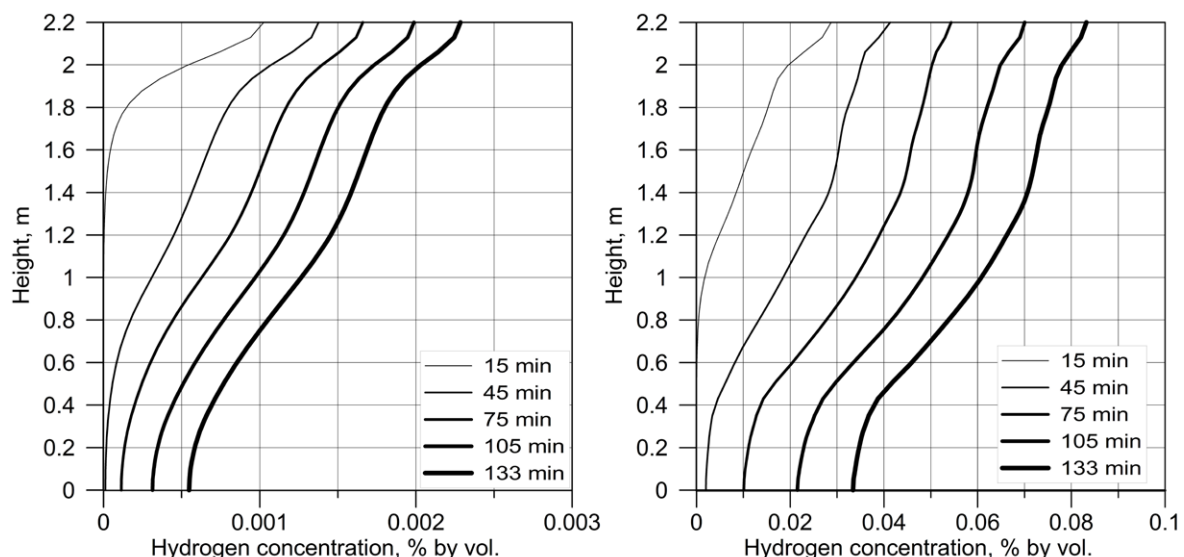 2.2
2
1.8
1.6
1.4
1.2
1
0.8
0.6
0.4
0.2
0
Height, m
15 min
45 min
75 min
105 min
133 min
0 0.001 0.002 0.003
Hydrogen concentration, % by vol.
2.2
2
1.8
1.6
1.4
1.2
1
0.8
0.6
0.4
0.2
0
Height, m
15 min
45 min
75 min
105 min
133 min
0 0.02 0.04 0.06 0.08 0.1
Hydrogen concentration, % by vol.